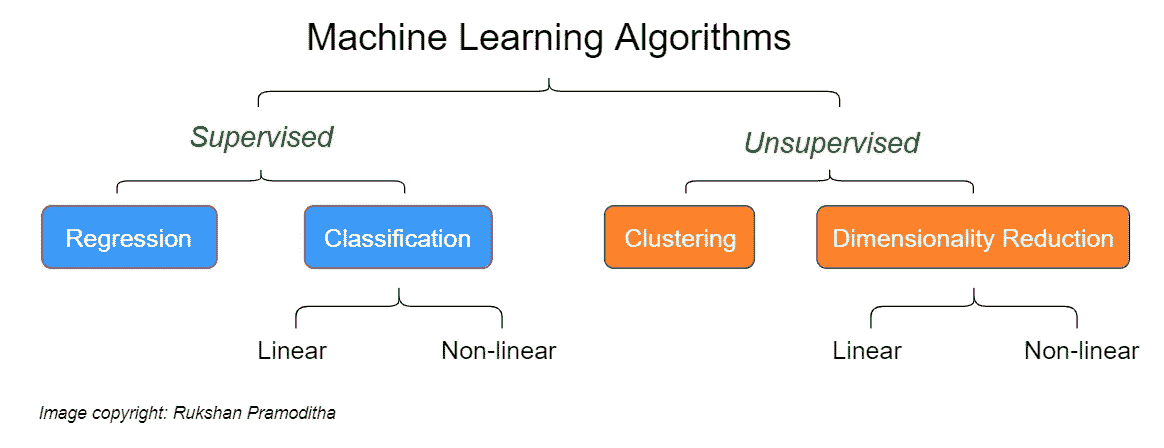 Machine Learning Algorithms
Supervised
Unsupervised
Regression
Classification
Clustering
Dimensionality Reduction
Linear
Non-linear
Linear
Non-linear
Image copyright: Rukshan Pramoditha